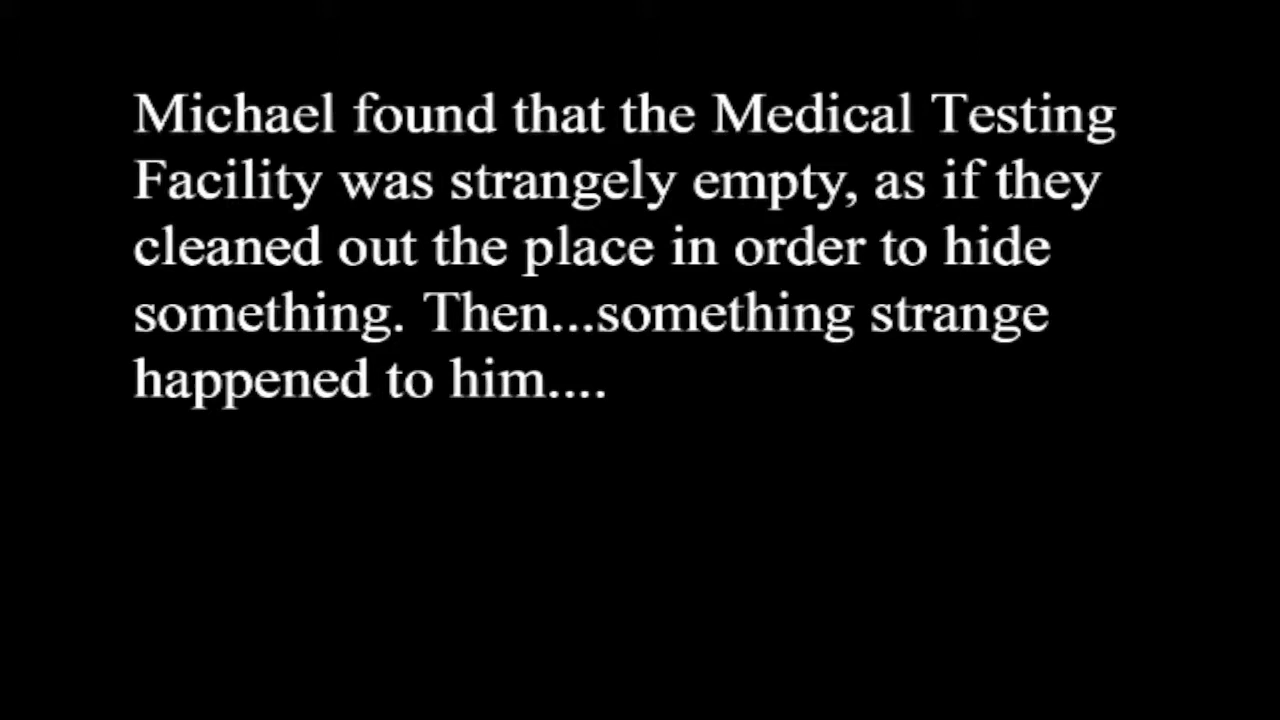 Michael found that the Medical Testing
Facility was strangely empty, as if they
cleaned out the place in order to hide
something. Then...something strange
happened to him....